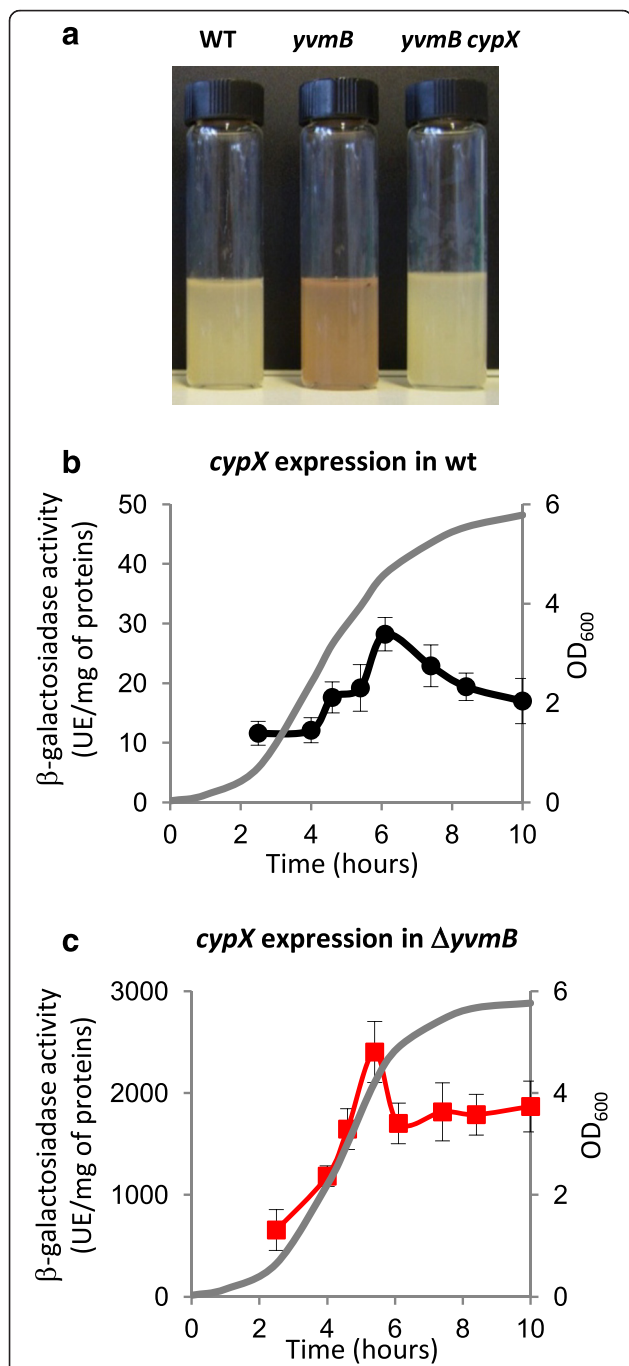 a
WT yvmB yvmB cypX
b
cypX expression in wt
β-galactosiadase activity
(UE/mg of proteins)
50
40
30
20
10
0
6
4
2
0
OD600
0 2 4 6 8 10
Time (hours)
c
cypX expression in ΔyvmB
β-galactosiadase activity
(UE/mg of proteins)
3000
2000
1000
0
6
4
2
0
OD600
0 2 4 6 8 10
Time (hours)